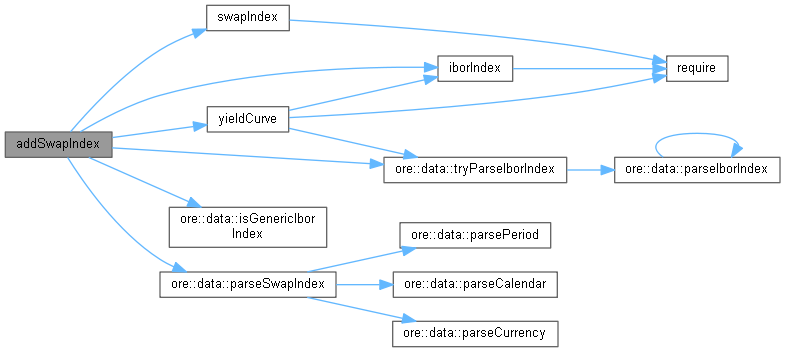 swapIndex
iborIndex
require
yieldCurve
addSwapIndex
ore::data::tryParseIborIndex
ore::data::parseIborIndex
ore::data::isGenericIbor
Index
ore::data::parsePeriod
ore::data::parseSwapIndex
ore::data::parseCalendar
ore::data::parseCurrency